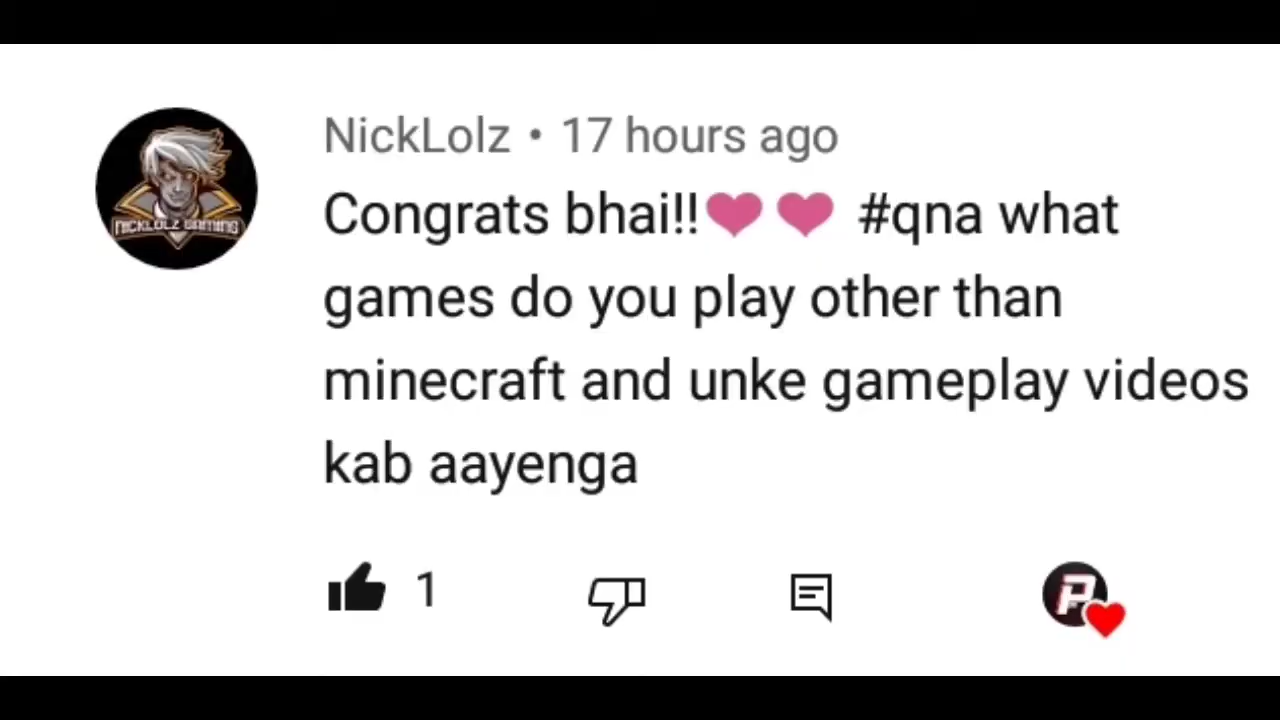 NickLolz • 17 hours ago
Congrats bhai!!💗💗 #qna what
games do you play other than
minecraft and unke gameplay videos
kab aayenga
1
NICKLOLZ GAMING
P